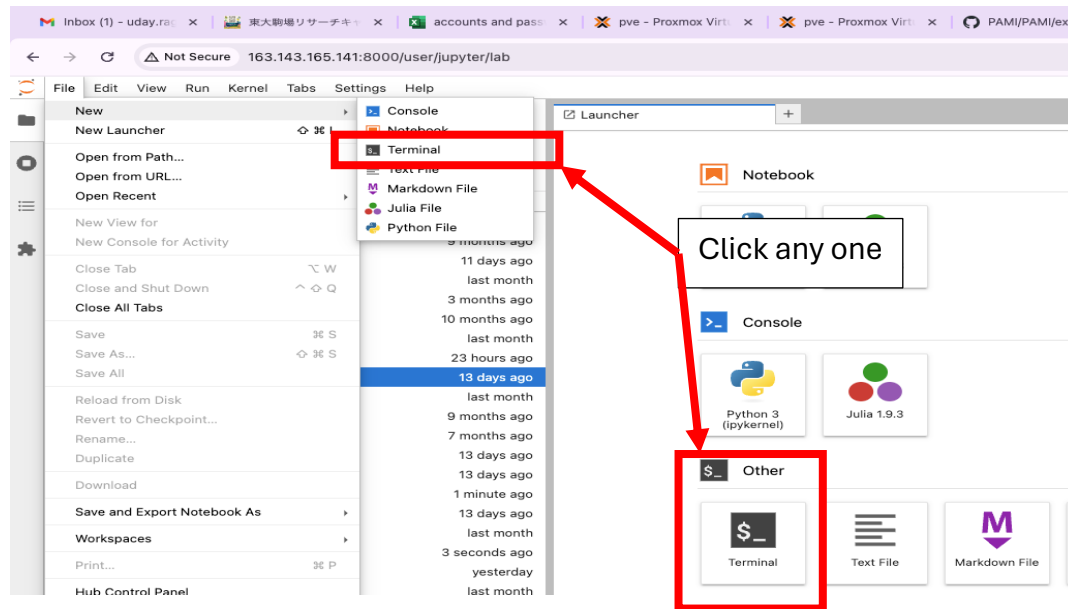 Inbox (1) - uday.rag
東大駒場リサーチキャ
accounts and pass
pve - Proxmox Virtu
pve - Proxmox Virtu
PAMI/PAMI/ex
Not Secure 163.143.165.141:8000/user/jupyter/lab
File Edit View Run Kernel Tabs Settings Help
New
New Launcher ⇧ ⌘ L
Open from Path...
Open from URL...
Open Recent
New View for
New Console for Activity
Close Tab ⌥ W
Close and Shut Down ^ ⇧ Q
Close All Tabs
Save ⌘ S
Save As... ⇧ ⌘ S
Save All
Reload from Disk
Revert to Checkpoint...
Rename...
Duplicate
Download
Save and Export Notebook As
Workspaces
Print... ⌘ P
Hub Control Panel
Console
Notebook
$_ Terminal
Text File
Markdown File
Julia File
Python File
9 months ago
11 days ago
last month
3 months ago
10 months ago
last month
23 hours ago
13 days ago
last month
9 months ago
7 months ago
13 days ago
13 days ago
1 minute ago
13 days ago
last month
3 seconds ago
yesterday
last month
Launcher
Notebook
Click any one
Console
Python 3
(ipykernel)
Julia 1.9.3
$_ Other
$_
Terminal
Text File
M
Markdown File